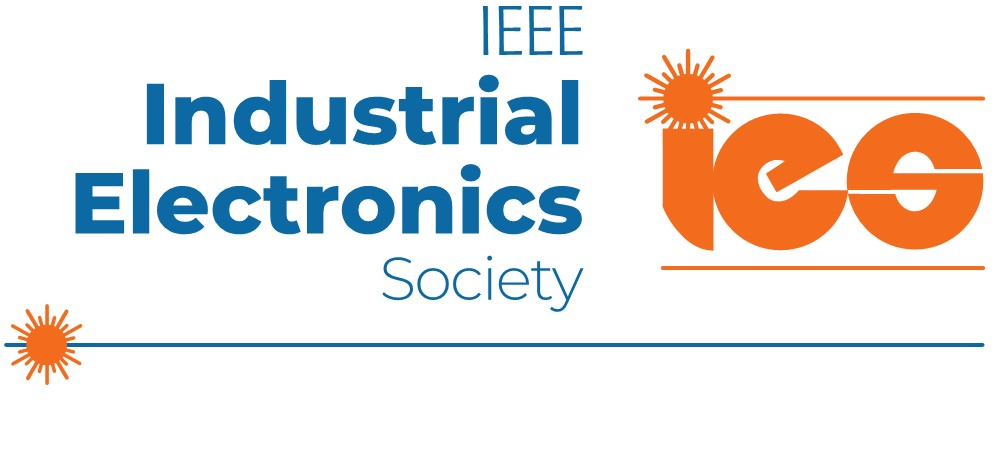 IEEE
Industrial
Electronics
Society
ies